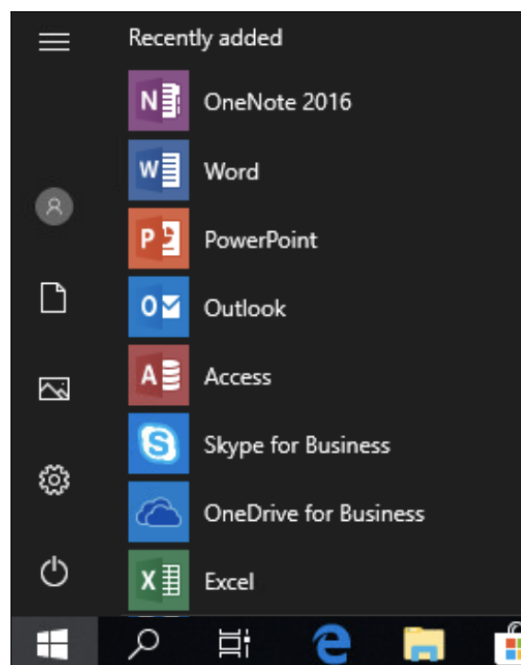 Recently added
N OneNote 2016
W Word
P PowerPoint
O Outlook
A Access
S Skype for Business
OneDrive for Business
X Excel